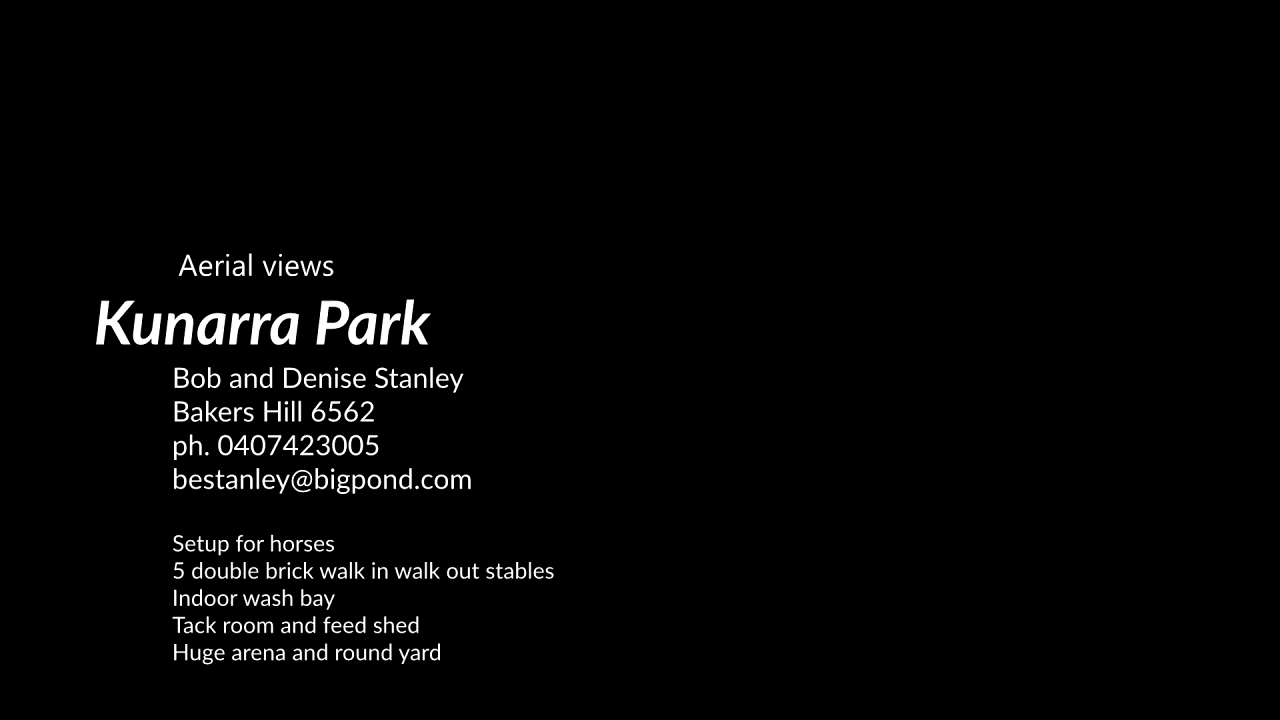 Aerial views
Kunarra Park
Bob and Denise Stanley
Bakers Hill 6562
ph. 0407423005
bestanley@bigpond.com
Setup for horses
5 double brick walk in walk out stables
Indoor wash bay
Tack room and feed shed
Huge arena and round yard